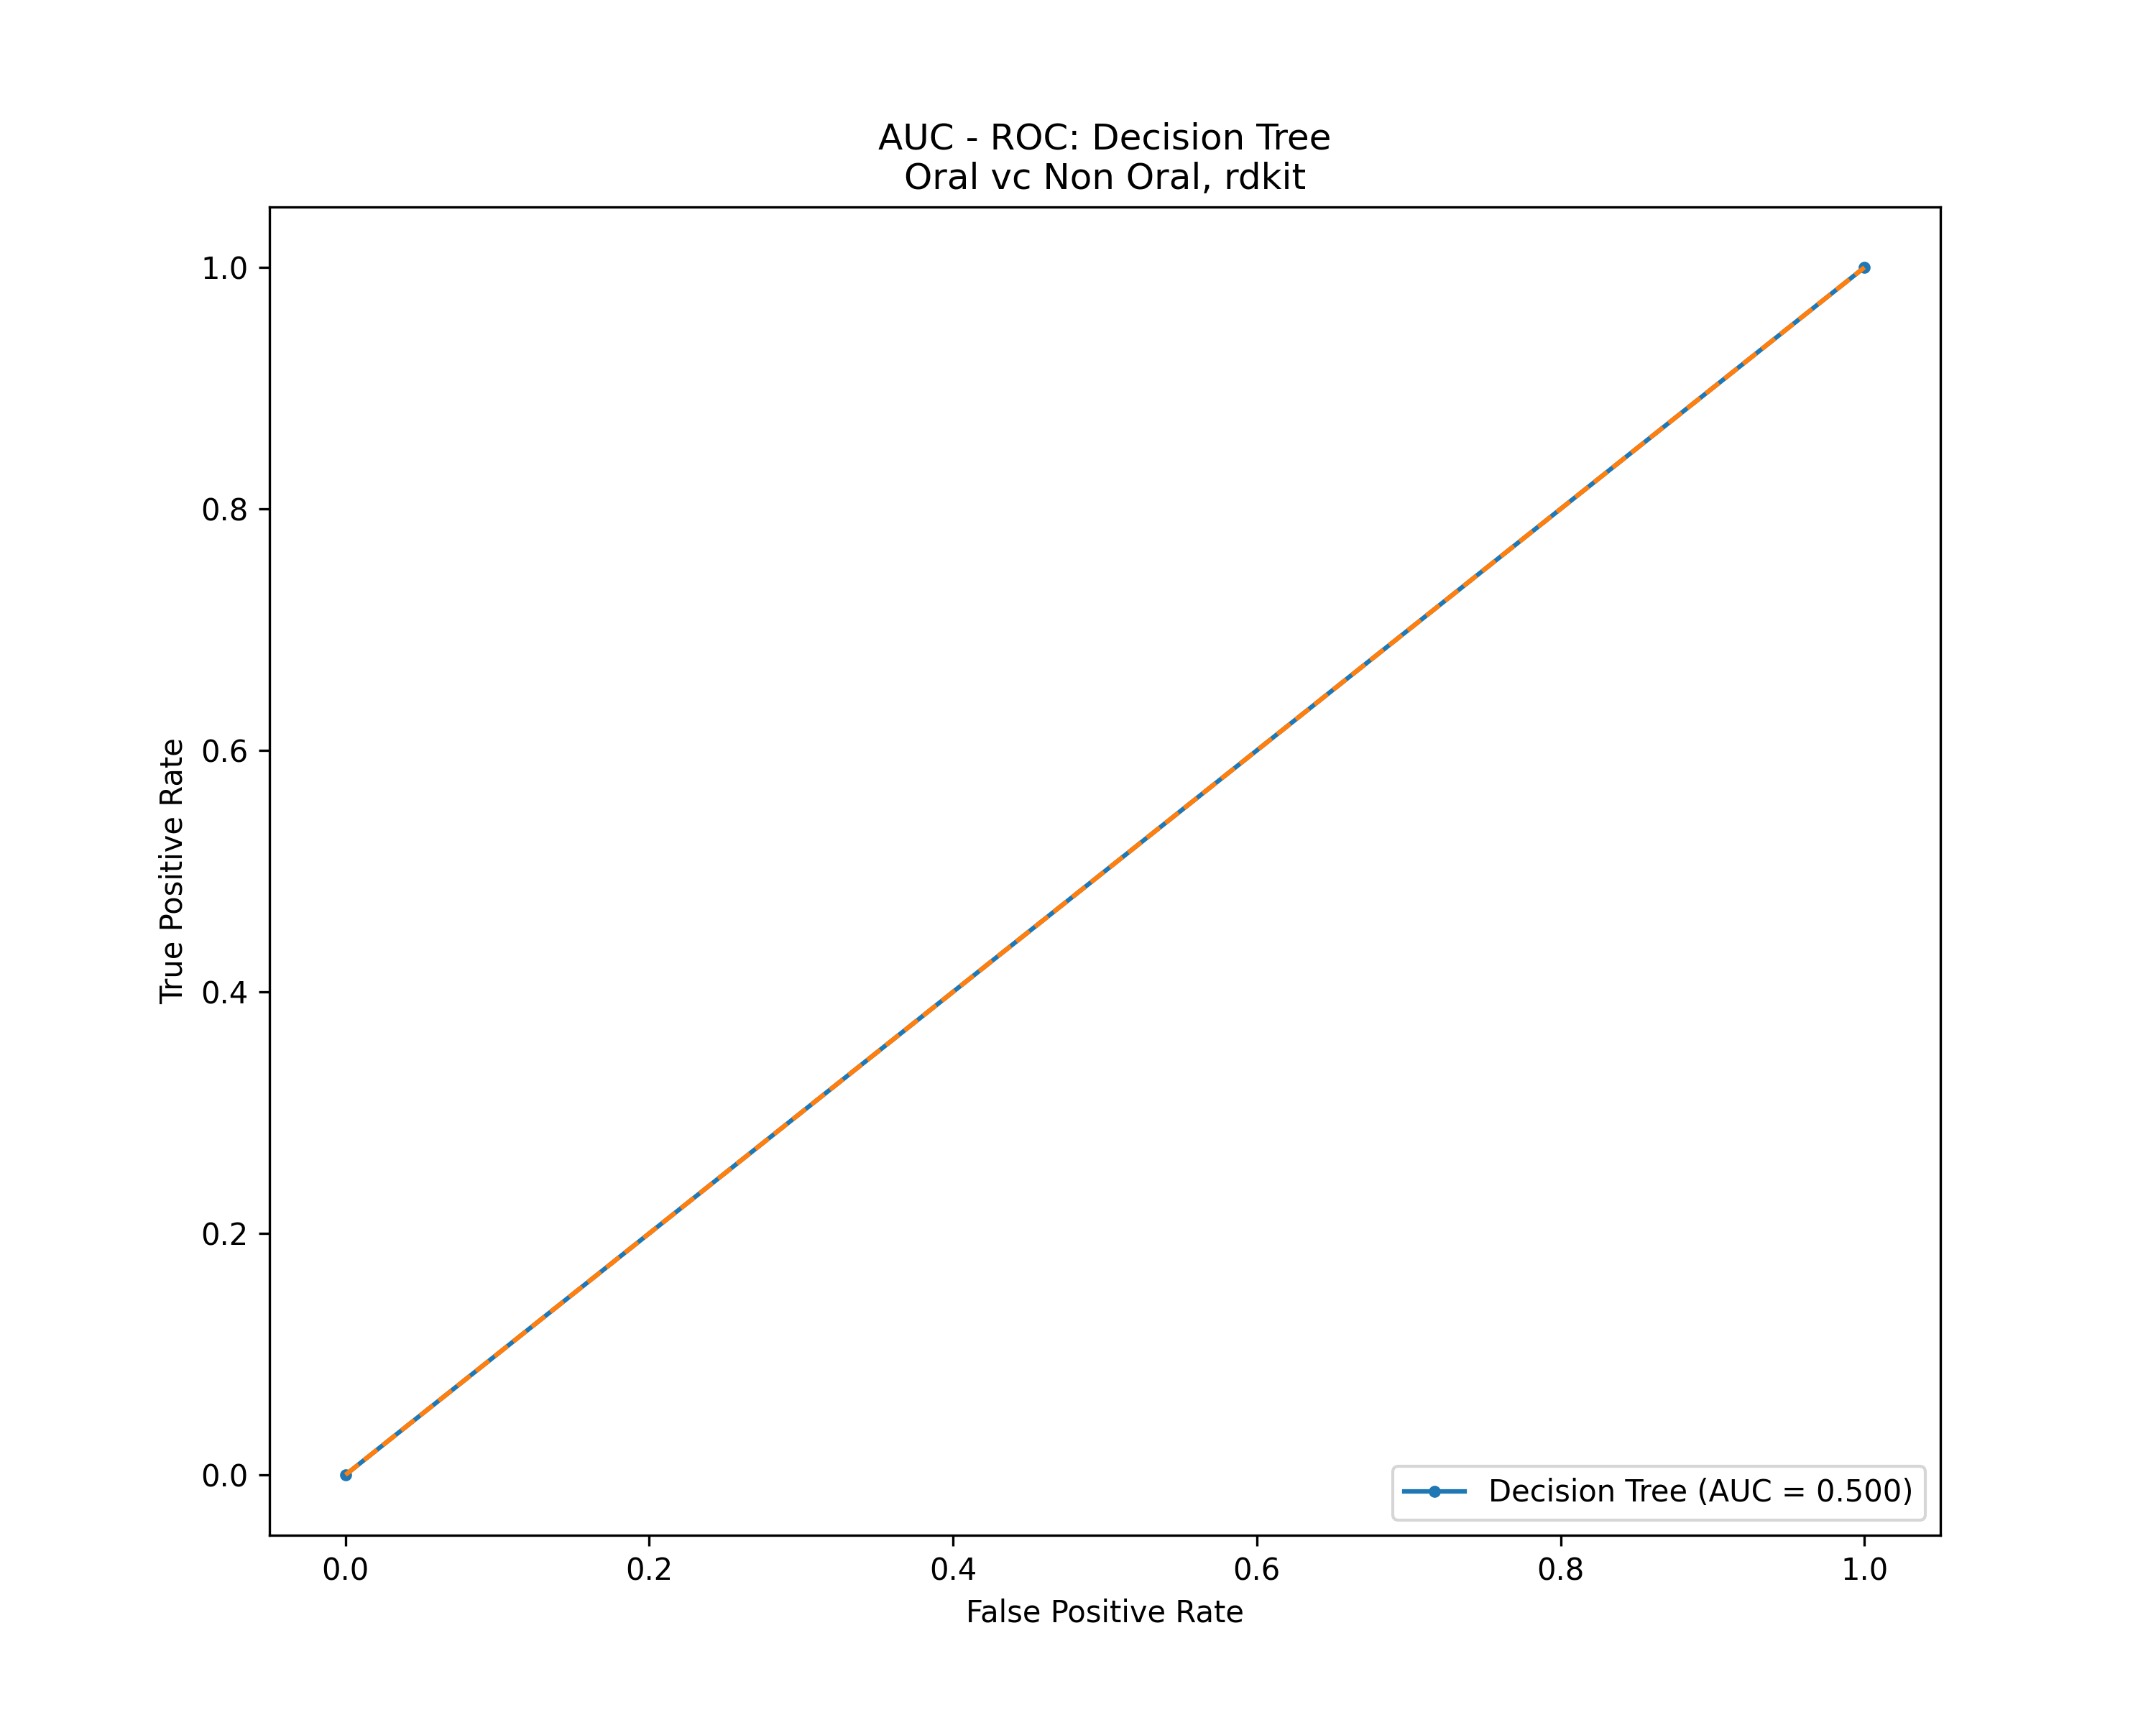 AUC - ROC: Decision Tree
Oral vc Non Oral, rdkit
1.0
0.8
0.6
0.4
0.2
0.0
True Positive Rate
Decision Tree (AUC = 0.500)
0.0 0.2 0.4 0.6 0.8 1.0
False Positive Rate